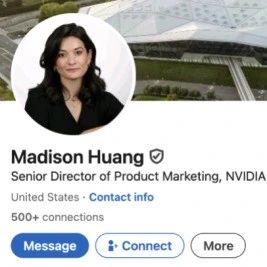 Madison Huang
Senior Director of Product Marketing, NVIDIA
United States · Contact info
500+ connections
Message Connect More